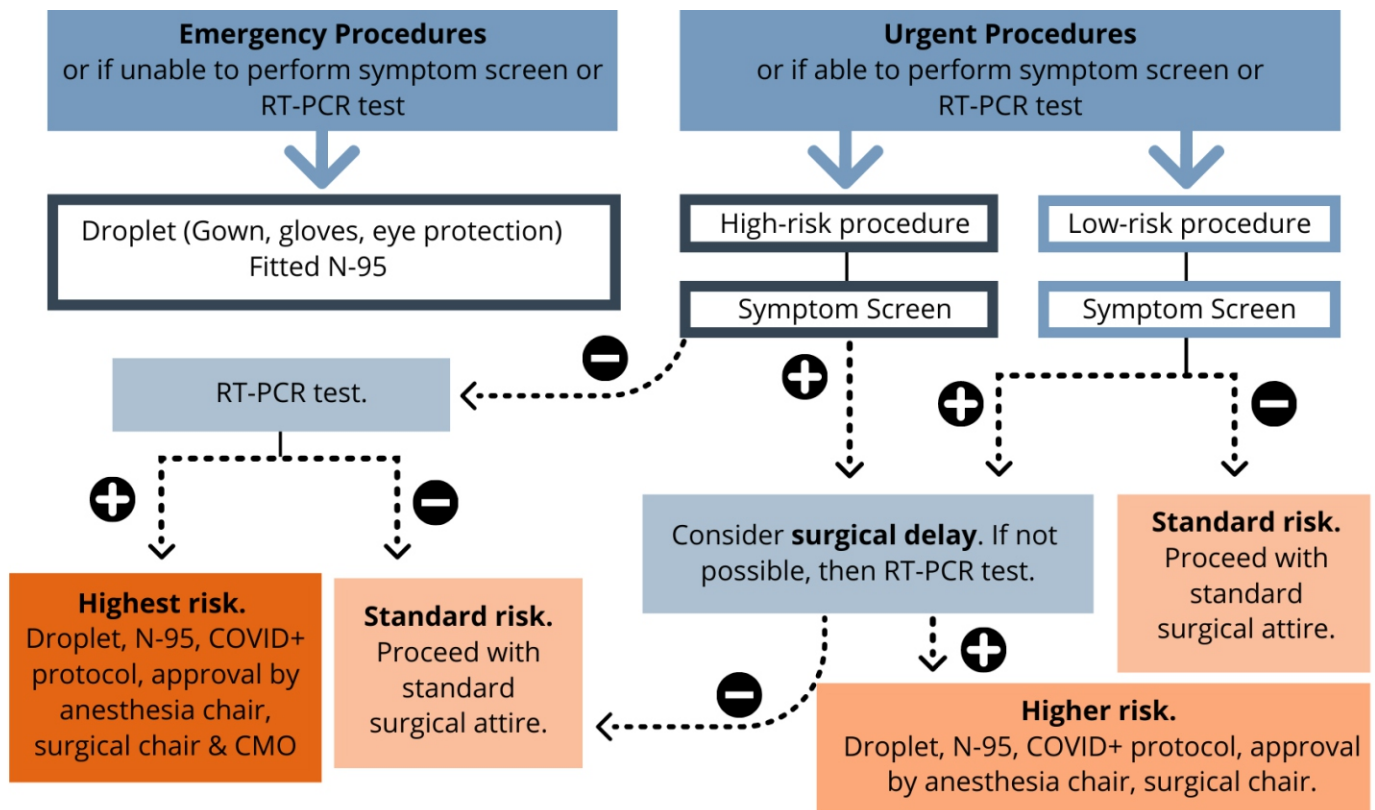 Emergency Procedures
or if unable to perform symptom screen or
RT-PCR test
Urgent Procedures
or if able to perform symptom screen or
RT-PCR test
Droplet (Gown, gloves, eye protection)
Fitted N-95
High-risk procedure
Low-risk procedure
Symptom Screen
Symptom Screen
RT-PCR test.
Consider surgical delay. If not
possible, then RT-PCR test.
Standard risk.
Proceed with
standard
surgical attire.
Highest risk.
Droplet, N-95, COVID+
protocol, approval by
anesthesia chair,
surgical chair & CMO
Standard risk.
Proceed with
standard
surgical attire.
Higher risk.
Droplet, N-95, COVID+ protocol, approval
by anesthesia chair, surgical chair.